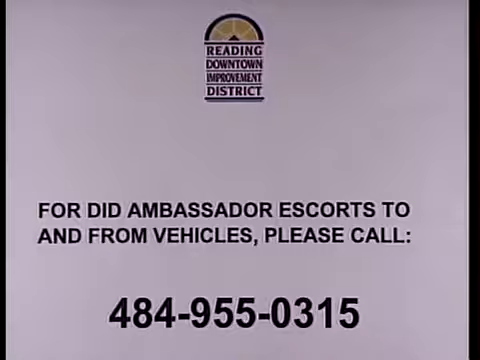 READING
DOWNTOWN
IMPROVEMENT
DISTRICT
FOR DID AMBASSADOR ESCORTS TO
AND FROM VEHICLES, PLEASE CALL:
484-955-0315